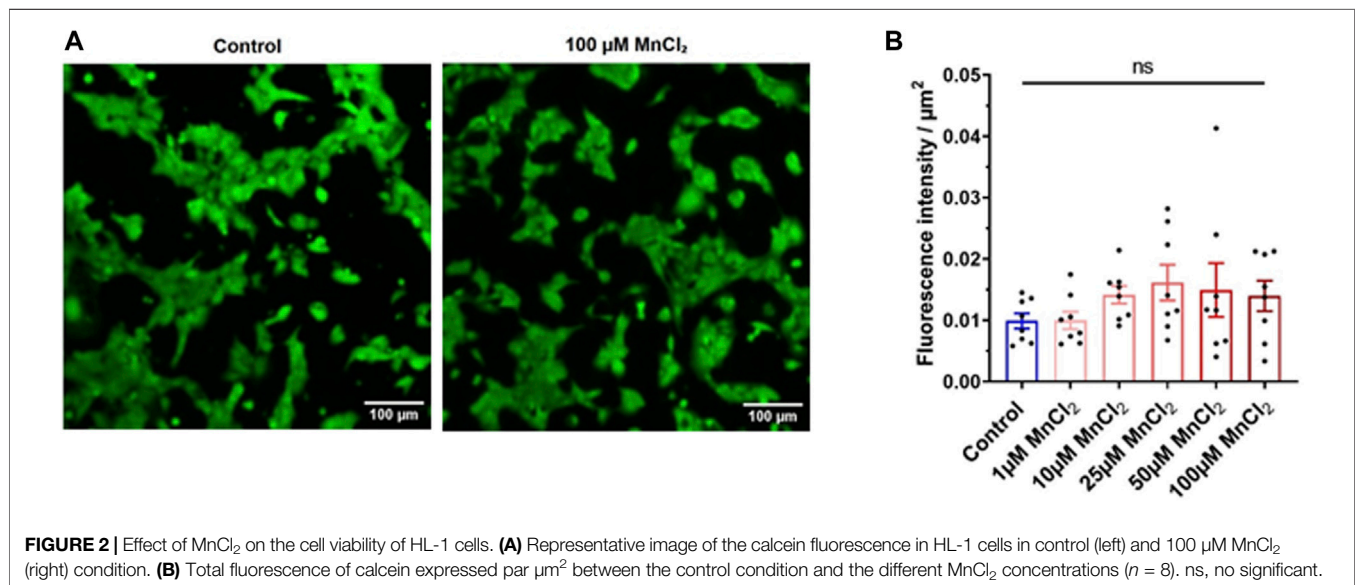 A
Control
100 µM MnCl₂
100 µm
100 µm
B
ns
Fluorescence intensity / µm²
0.05
0.04
0.03
0.02
0.01
0.00
Control
1µM MnCl₂
10µM MnCl₂
25µM MnCl₂
50µM MnCl₂
100µM MnCl₂
FIGURE 2 | Effect of MnCl₂ on the cell viability of HL-1 cells. (A) Representative image of the calcein fluorescence in HL-1 cells in control (left) and 100 µM MnCl₂
(right) condition. (B) Total fluorescence of calcein expressed par µm² between the control condition and the different MnCl₂ concentrations (n = 8). ns, no significant.